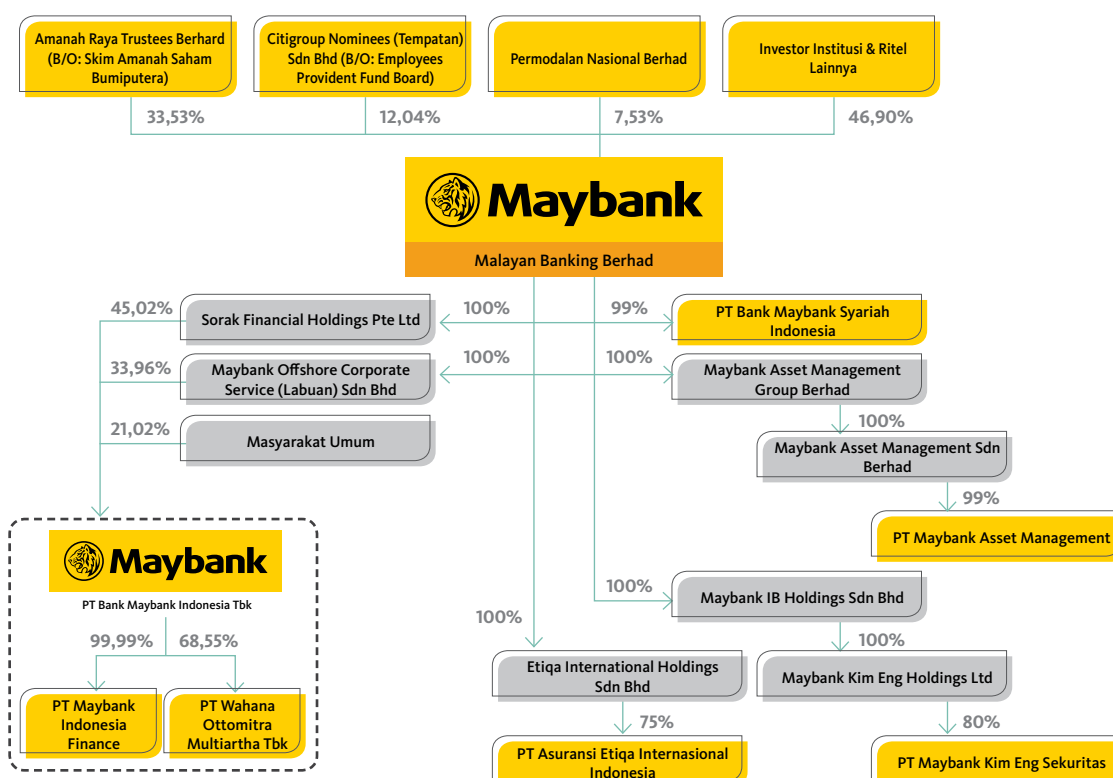 Amanah Raya Trustees Berhard
(B/O: Skim Amanah Saham
Bumiputera)
Citigroup Nominees (Tempatan)
Sdn Bhd (B/O: Employees
Provident Fund Board)
Permodalan Nasional Berhad
Investor Institusi & Ritel
Lainnya
33,53%
12,04%
7,53%
46,90%
Maybank
Malayan Banking Berhad
45,02%
Sorak Financial Holdings Pte Ltd
100%
99%
PT Bank Maybank Syariah
Indonesia
33,96%
Maybank Offshore Corporate
Service (Labuan) Sdn Bhd
100%
100%
Maybank Asset Management
Group Berhad
21,02%
Masyarakat Umum
100%
Maybank Asset Management Sdn
Berhad
99%
PT Maybank Asset Management
Maybank
PT Bank Maybank Indonesia Tbk
99,99%
68,55%
PT Maybank
Indonesia
Finance
PT Wahana
Ottomitra
Multiartha Tbk
100%
Maybank IB Holdings Sdn Bhd
100%
Etiqa International Holdings
Sdn Bhd
100%
Maybank Kim Eng Holdings Ltd
75%
PT Asuransi Etiqa Internasional
Indonesia
80%
PT Maybank Kim Eng Sekuritas